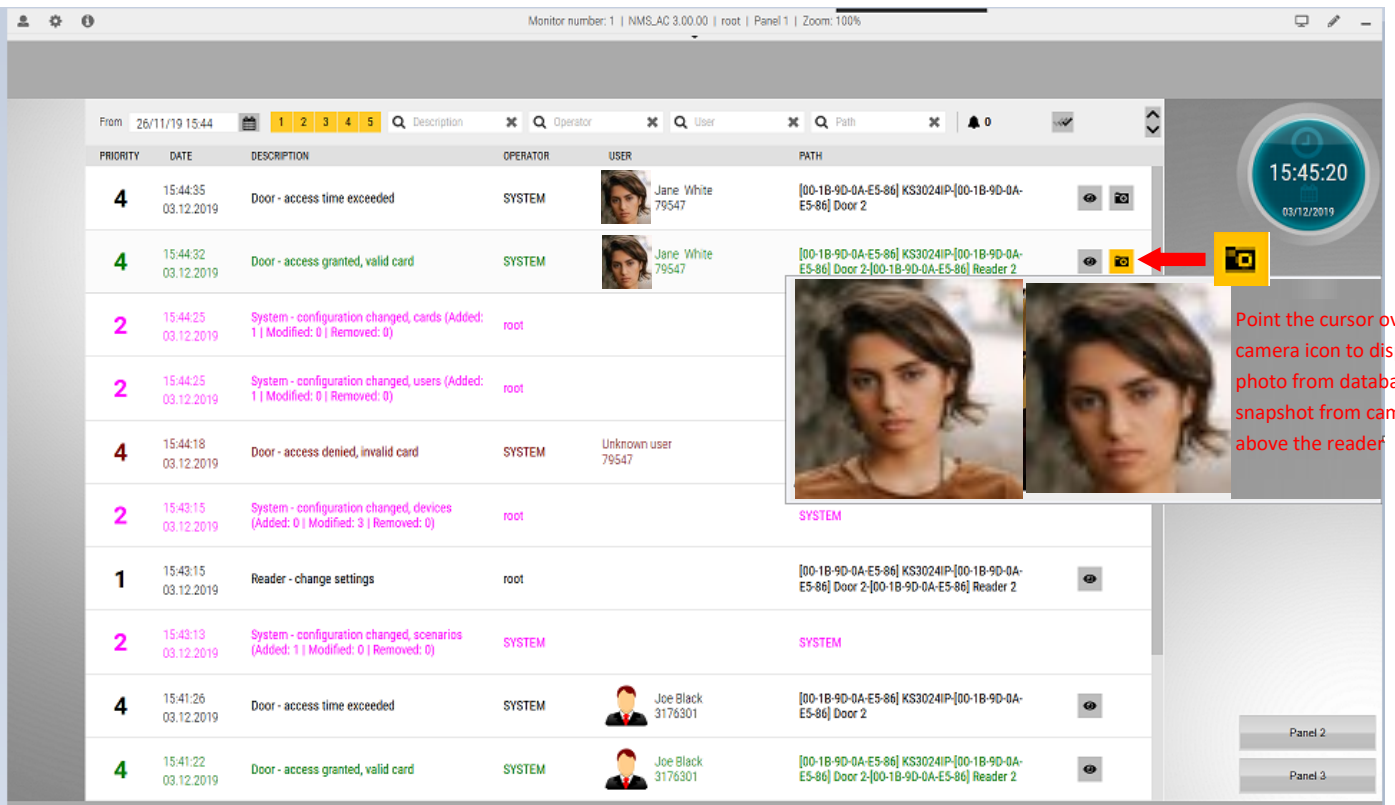 Monitor number: 1 | NMS_AC 3.00.00 | root | Panel 1 | Zoom: 100%
From 26/11/19 15:44 1 2 3 4 5 Description Operator User Path 0
PRIORITY DATE DESCRIPTION OPERATOR USER PATH
4 15:44:35 03.12.2019 Door - access time exceeded SYSTEM Jane White 79547 [00-1B-9D-0A-E5-86] KS3024IP-[00-1B-9D-0A-
E5-86] Door 2
4 15:44:32 03.12.2019 Door - access granted, valid card SYSTEM Jane White 79547 [00-1B-9D-0A-E5-86] KS3024IP-[00-1B-9D-0A-
E5-86] Door 2-[00-1B-9D-0A-E5-86] Reader 2
2 15:44:25 03.12.2019 System - configuration changed, cards (Added:
1 | Modified: 0 | Removed: 0) root
2 15:44:25 03.12.2019 System - configuration changed, users (Added:
1 | Modified: 0 | Removed: 0) root
4 15:44:18 03.12.2019 Door - access denied, invalid card SYSTEM Unknown user 79547
2 15:43:15 03.12.2019 System - configuration changed, devices
(Added: 0 | Modified: 3 | Removed: 0) root SYSTEM
1 15:43:15 03.12.2019 Reader - change settings root [00-1B-9D-0A-E5-86] KS3024IP-[00-1B-9D-0A-
E5-86] Door 2-[00-1B-9D-0A-E5-86] Reader 2
2 15:43:13 03.12.2019 System - configuration changed, scenarios
(Added: 1 | Modified: 0 | Removed: 0) SYSTEM SYSTEM
4 15:41:26 03.12.2019 Door - access time exceeded SYSTEM Joe Black 3176301 [00-1B-9D-0A-E5-86] KS3024IP-[00-1B-9D-0A-
E5-86] Door 2
4 15:41:22 03.12.2019 Door - access granted, valid card SYSTEM Joe Black 3176301 [00-1B-9D-0A-E5-86] KS3024IP-[00-1B-9D-0A-
E5-86] Door 2-[00-1B-9D-0A-E5-86] Reader 2
15:45:20
03/12/2019
Point the cursor ov
camera icon to dis
photo from databa
snapshot from cam
above the reader
Panel 2
Panel 3